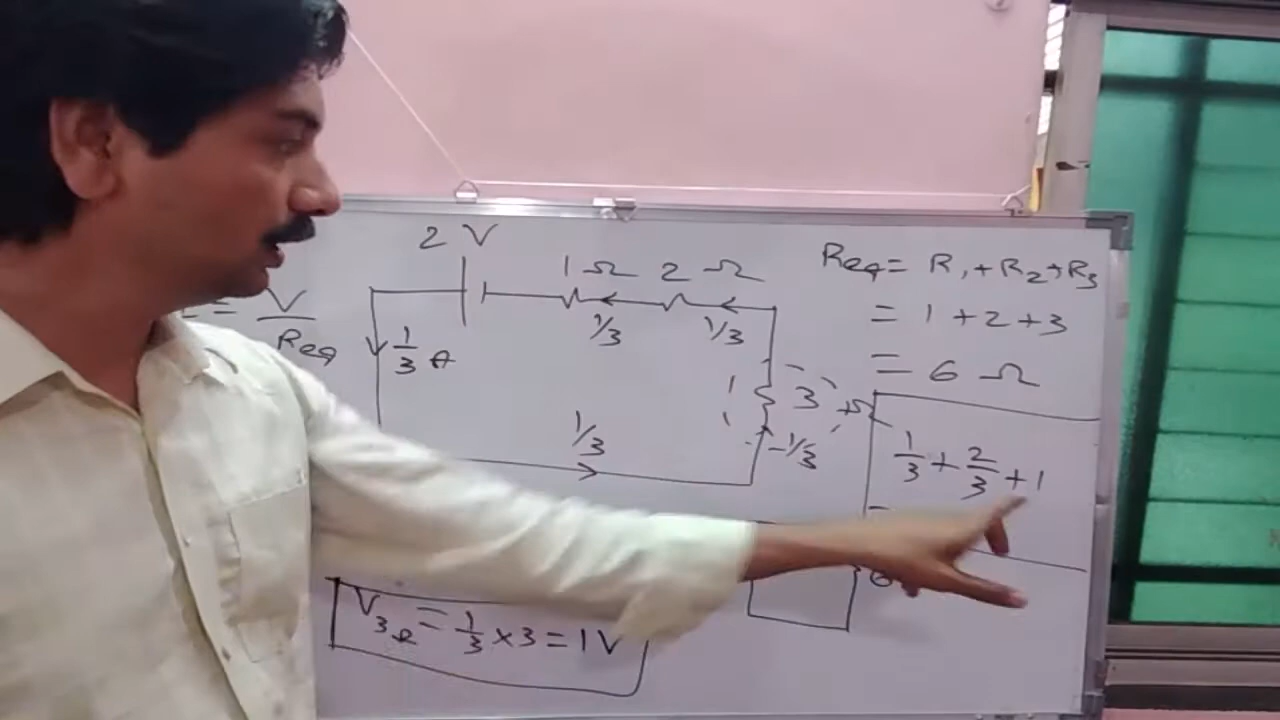 2 V
1 Ω 2 Ω
1/3 1/3
= V/Req
1/3 A
3 Ω
1/3
1/3
Req = R1 + R2 + R3
= 1 + 2 + 3
= 6 Ω
1/3 + 2/3 + 1
V3Ω = 1/3 × 3 = 1V